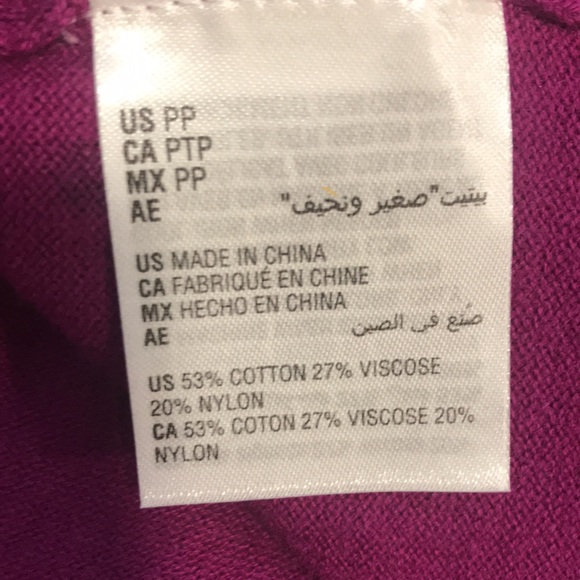 US PP
CA PTP
MX PP
AE بيتيت"صغير ونحيف"
US MADE IN CHINA
CA FABRIQUÉ EN CHINE
MX HECHO EN CHINA
AE صُنع فى الصين
US 53% COTTON 27% VISCOSE
20% NYLON
CA 53% COTON 27% VISCOSE 20%
NYLON